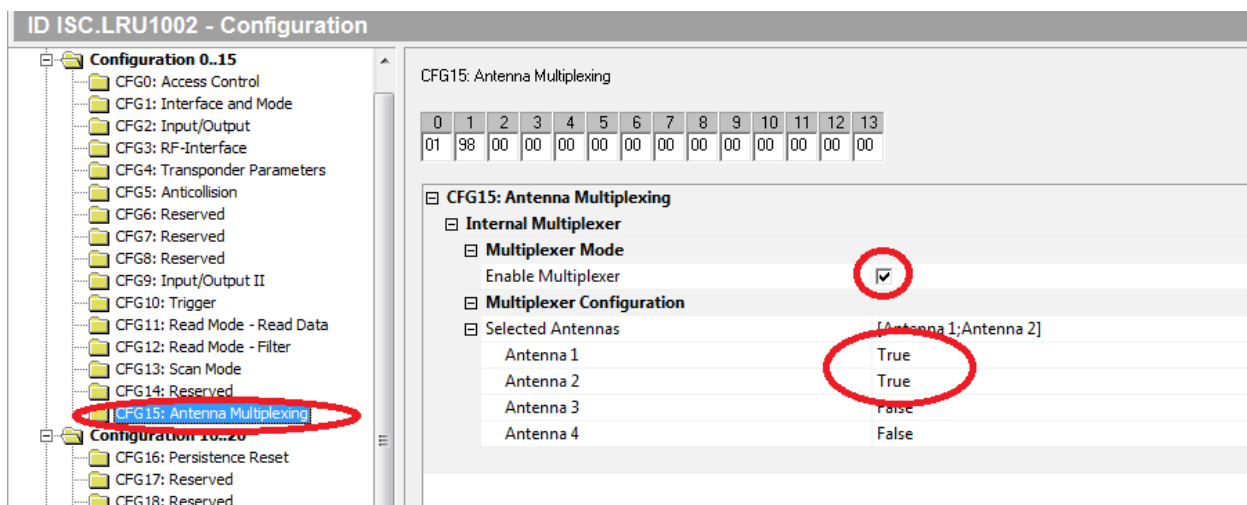 ID ISC.LRU1002 - Configuration
Configuration 0..15
CFG0: Access Control
CFG1: Interface and Mode
CFG2: Input/Output
CFG3: RF-Interface
CFG4: Transponder Parameters
CFG5: Anticollision
CFG6: Reserved
CFG7: Reserved
CFG8: Reserved
CFG9: Input/Output II
CFG10: Trigger
CFG11: Read Mode - Read Data
CFG12: Read Mode - Filter
CFG13: Scan Mode
CFG14: Reserved
CFG15: Antenna Multiplexing
Configuration 16..20
CFG16: Persistence Reset
CFG17: Reserved
CFG18: Reserved
CFG15: Antenna Multiplexing
0 1 2 3 4 5 6 7 8 9 10 11 12 13
01 98 00 00 00 00 00 00 00 00 00 00 00 00
CFG15: Antenna Multiplexing
Internal Multiplexer
Multiplexer Mode
Enable Multiplexer
Multiplexer Configuration
Selected Antennas [Antenna 1;Antenna 2]
Antenna 1 True
Antenna 2 True
Antenna 3 False
Antenna 4 False